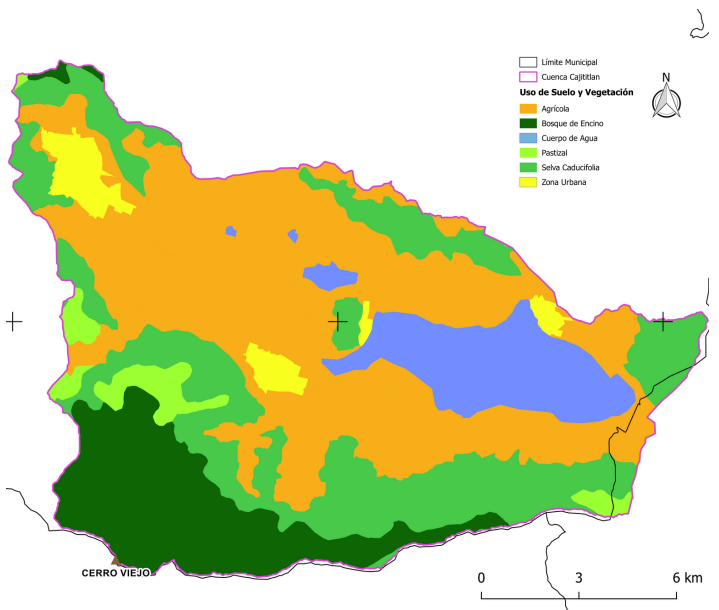 Límite Municipal
Cuenca Cajititlan
Uso de Suelo y Vegetación
Agrícola
Bosque de Encino
Cuerpo de Agua
Pastizal
Selva Caducifolia
Zona Urbana
N
CERRO VIEJO
0 3 6 km